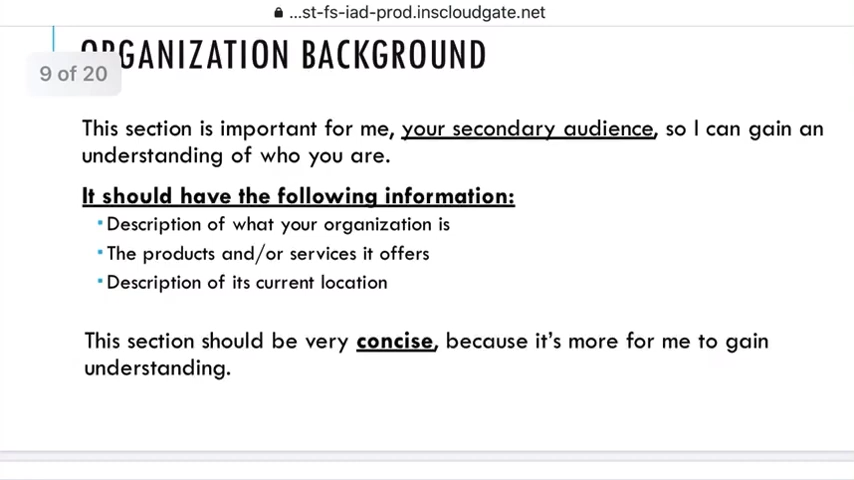 ...st-fs-iad-prod.inscloudgate.net
ORGANIZATION BACKGROUND
9 of 20
This section is important for me, your secondary audience, so I can gain an
understanding of who you are.
It should have the following information:
▪Description of what your organization is
▪The products and/or services it offers
▪Description of its current location
This section should be very concise, because it's more for me to gain
understanding.